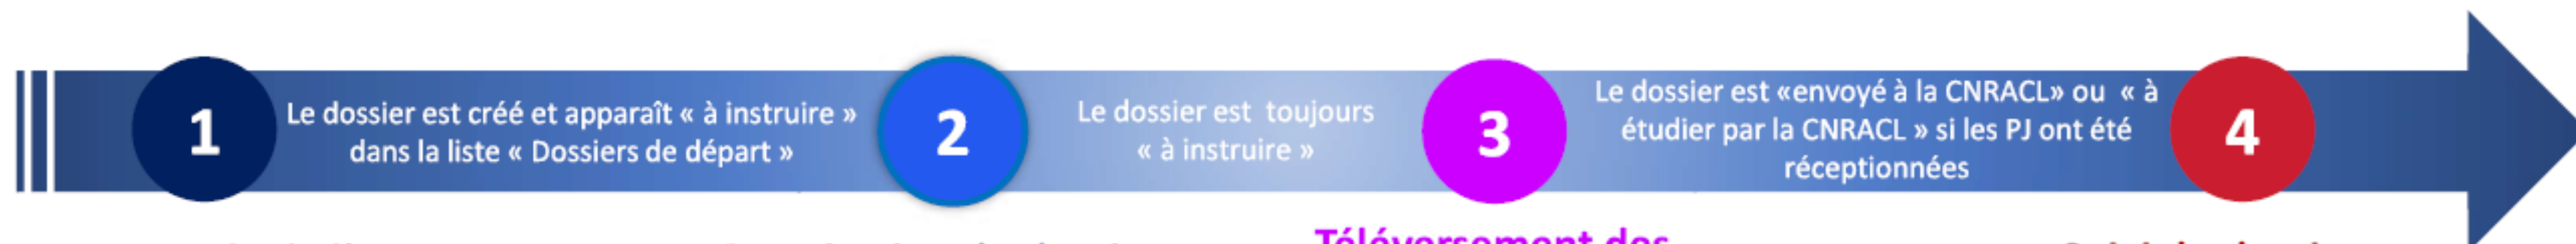 1
Le dossier est créé et apparaît « à instruire »
dans la liste « Dossiers de départ »
2
Le dossier est toujours
« à instruire »
3
Le dossier est «envoyé à la CNRACL» ou « à
étudier par la CNRACL » si les PJ ont été
réceptionnées
4
Téléversement des